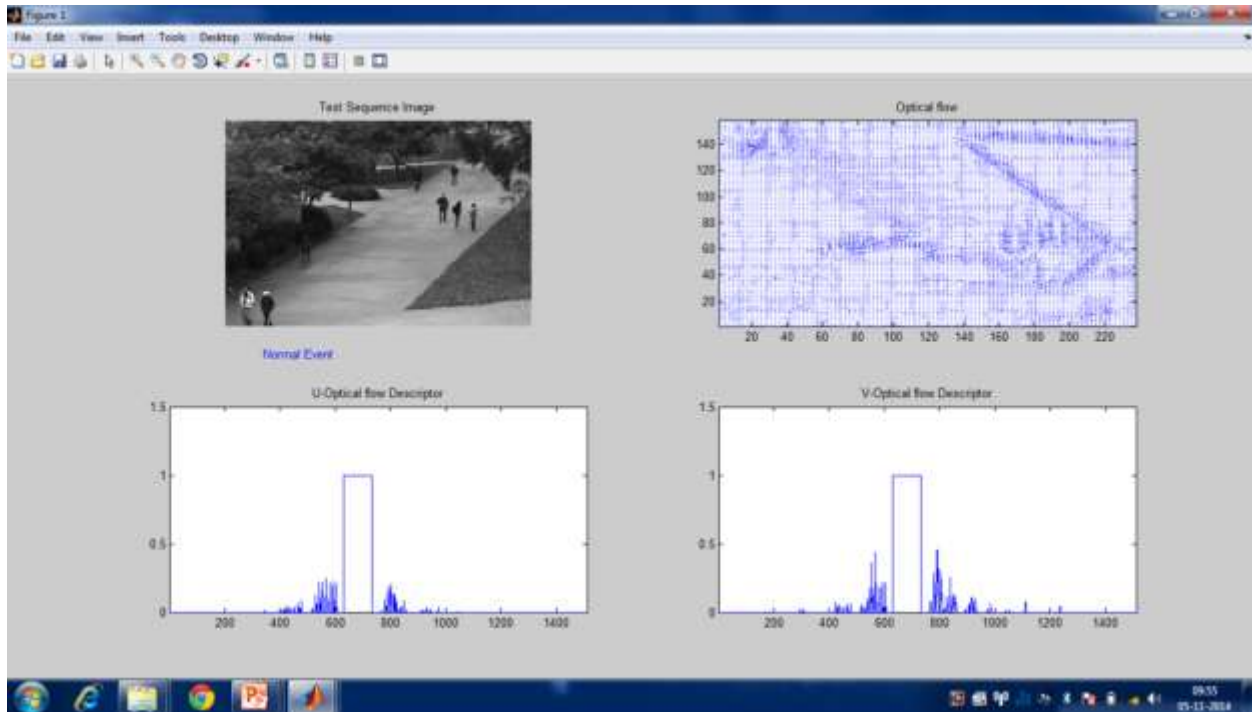 Figure 1
File Edit View Insert Tools Desktop Window Help
Test Sequence Image
Optical flow
140
120
100
80
60
40
20
20 40 60 80 100 120 140 160 180 200 220
Normal Event
U-Optical flow Descriptor
V-Optical flow Descriptor
1.5
1
0.5
0
200 400 600 800 1000 1200 1400
1.5
1
0.5
0
200 400 600 800 1000 1200 1400
09:55
05-11-2014